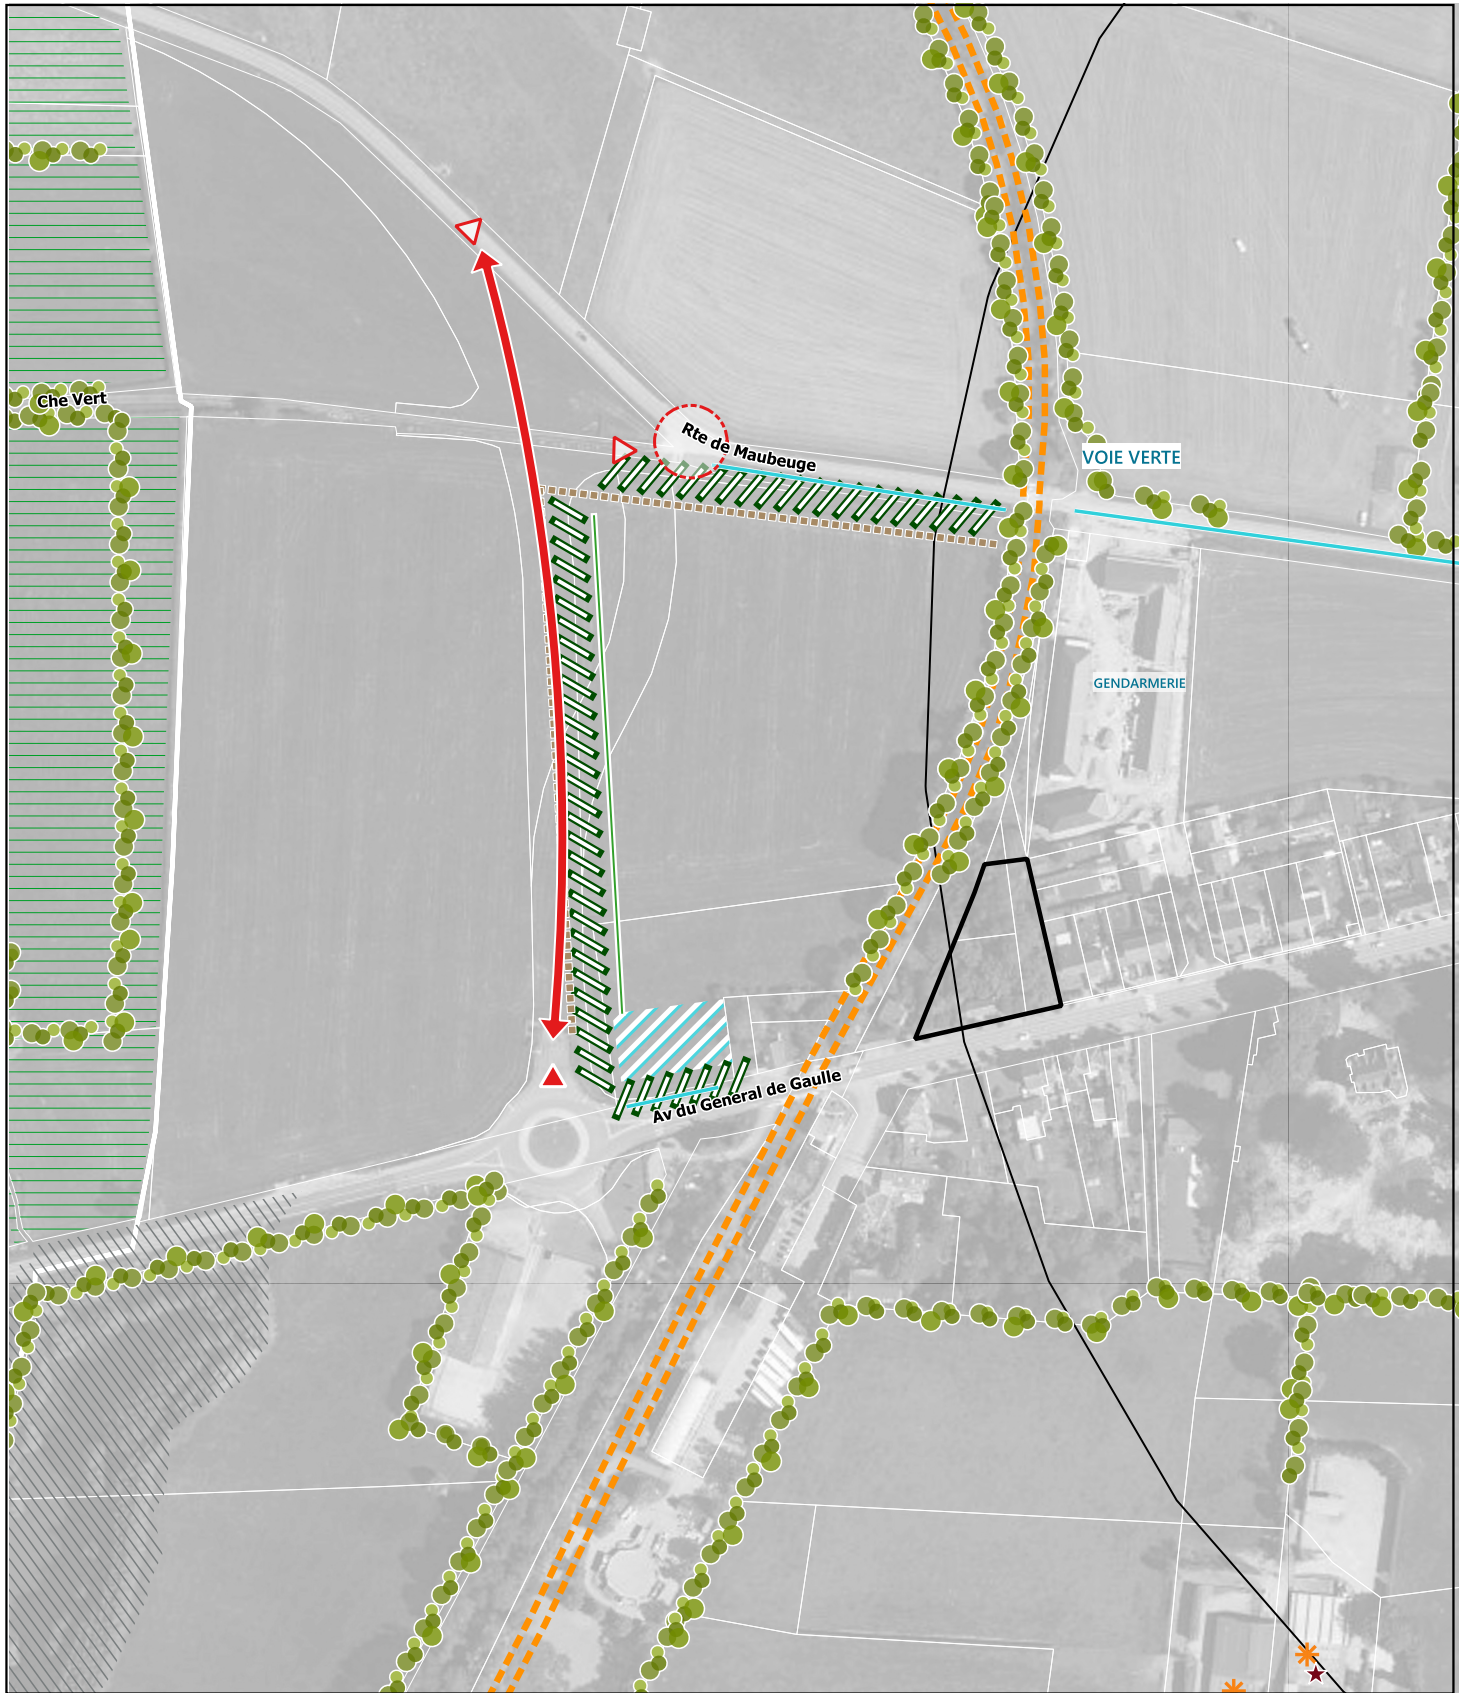 Che Vert
Rte de Maubeuge
VOIE VERTE
GENDARMERIE
Av du Général de Gaulle